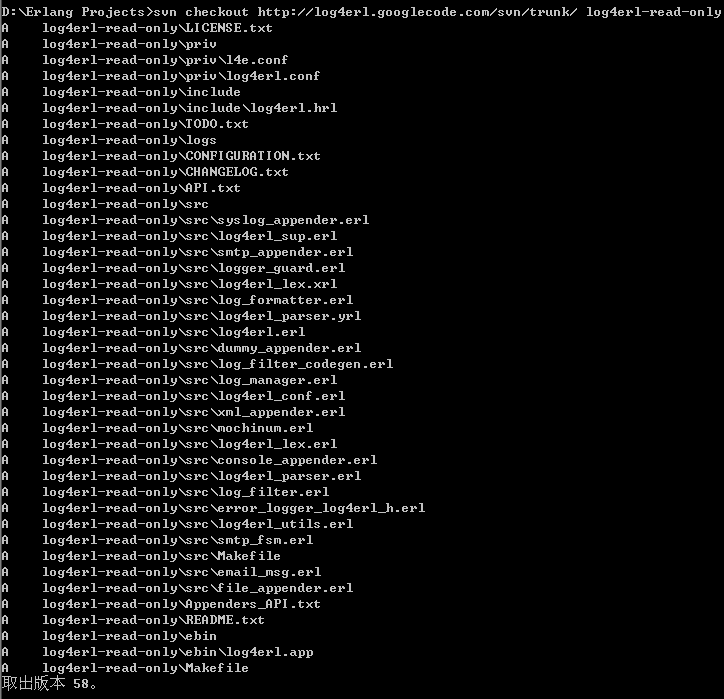 D:\Erlang Projects>svn checkout http://log4erl.googlecode.com/svn/trunk/ log4erl-read-only
A    log4erl-read-only\LICENSE.txt
A    log4erl-read-only\priv
A    log4erl-read-only\priv\l4e.conf
A    log4erl-read-only\priv\log4erl.conf
A    log4erl-read-only\include
A    log4erl-read-only\include\log4erl.hrl
A    log4erl-read-only\TODO.txt
A    log4erl-read-only\logs
A    log4erl-read-only\CONFIGURATION.txt
A    log4erl-read-only\CHANGELOG.txt
A    log4erl-read-only\API.txt
A    log4erl-read-only\src
A    log4erl-read-only\src\syslog_appender.erl
A    log4erl-read-only\src\log4erl_sup.erl
A    log4erl-read-only\src\smtp_appender.erl
A    log4erl-read-only\src\logger_guard.erl
A    log4erl-read-only\src\log4erl_lex.xrl
A    log4erl-read-only\src\log_formatter.erl
A    log4erl-read-only\src\log4erl_parser.yrl
A    log4erl-read-only\src\log4erl.erl
A    log4erl-read-only\src\dummy_appender.erl
A    log4erl-read-only\src\log_filter_codegen.erl
A    log4erl-read-only\src\log_manager.erl
A    log4erl-read-only\src\log4erl_conf.erl
A    log4erl-read-only\src\xml_appender.erl
A    log4erl-read-only\src\mochinum.erl
A    log4erl-read-only\src\log4erl_lex.erl
A    log4erl-read-only\src\console_appender.erl
A    log4erl-read-only\src\log4erl_parser.erl
A    log4erl-read-only\src\log_filter.erl
A    log4erl-read-only\src\error_logger_log4erl_h.erl
A    log4erl-read-only\src\log4erl_utils.erl
A    log4erl-read-only\src\smtp_fsm.erl
A    log4erl-read-only\src\Makefile
A    log4erl-read-only\src\email_msg.erl
A    log4erl-read-only\src\file_appender.erl
A    log4erl-read-only\Appenders_API.txt
A    log4erl-read-only\README.txt
A    log4erl-read-only\ebin
A    log4erl-read-only\ebin\log4erl.app
A    log4erl-read-only\Makefile
取出版本 58。